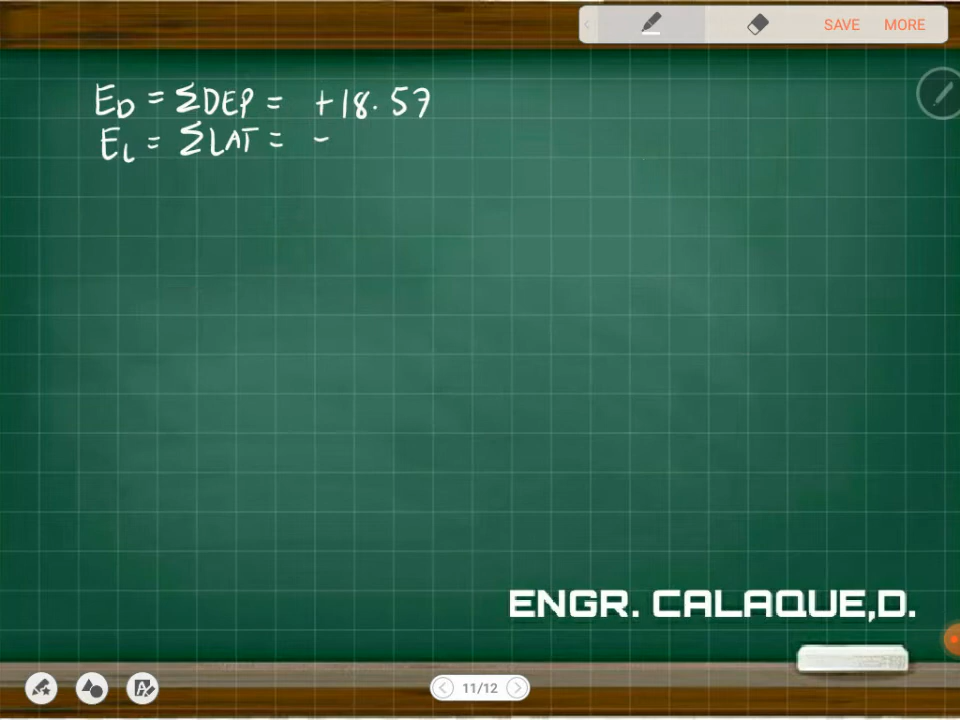 SAVE MORE
E_D = ΣDEP = +18.57
E_L = ΣLAT = -
ENGR. CALAQUE,D.
11/12